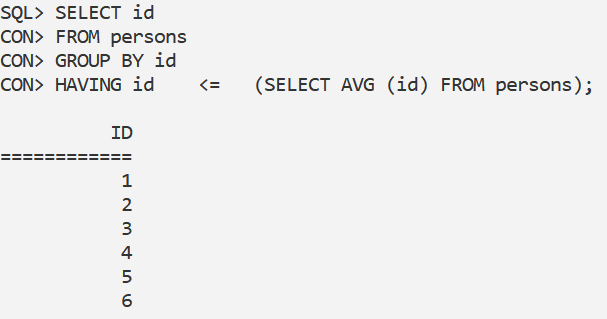 SQL> SELECT id
CON> FROM persons
CON> GROUP BY id
CON> HAVING id    <=   (SELECT AVG (id) FROM persons);
ID
============
1
2
3
4
5
6